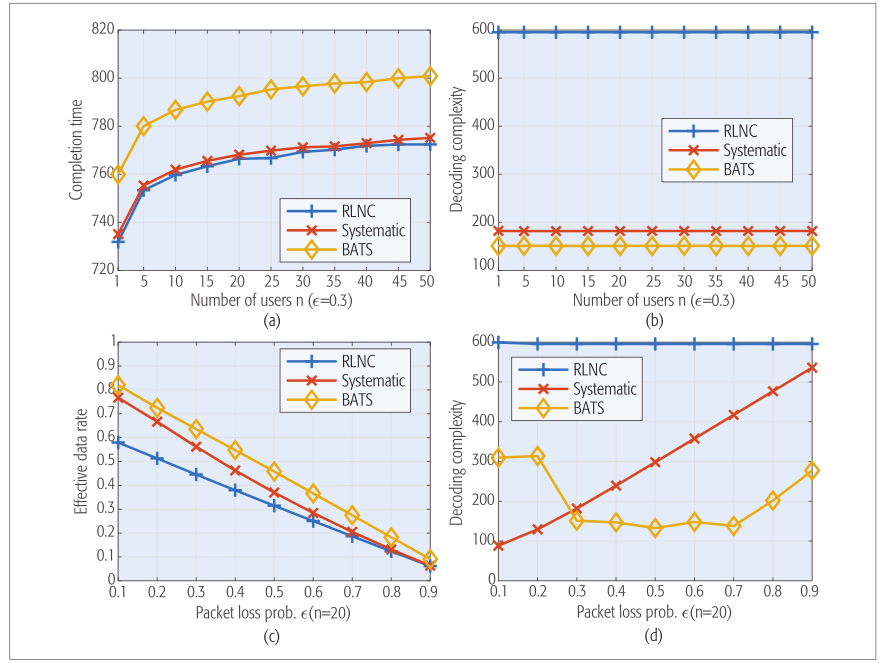 820
800
780
760
740
720
Completion time
RLNC
Systematic
BATS
1 5 10 15 20 25 30 35 40 45 50
Number of users n (ϵ=0.3)
(a)
600
500
400
300
200
100
Decoding complexity
RLNC
Systematic
BATS
1 5 10 15 20 25 30 35 40 45 50
Number of users n (ϵ=0.3)
(b)
1
0.9
0.8
0.7
0.6
0.5
0.4
0.3
0.2
0.1
0
Effective data rate
RLNC
Systematic
BATS
0.1 0.2 0.3 0.4 0.5 0.6 0.7 0.8 0.9
Packet loss prob. ϵ(n=20)
(c)
600
500
400
300
200
100
0
Decoding complexity
RLNC
Systematic
BATS
0.1 0.2 0.3 0.4 0.5 0.6 0.7 0.8 0.9
Packet loss prob. ϵ(n=20)
(d)